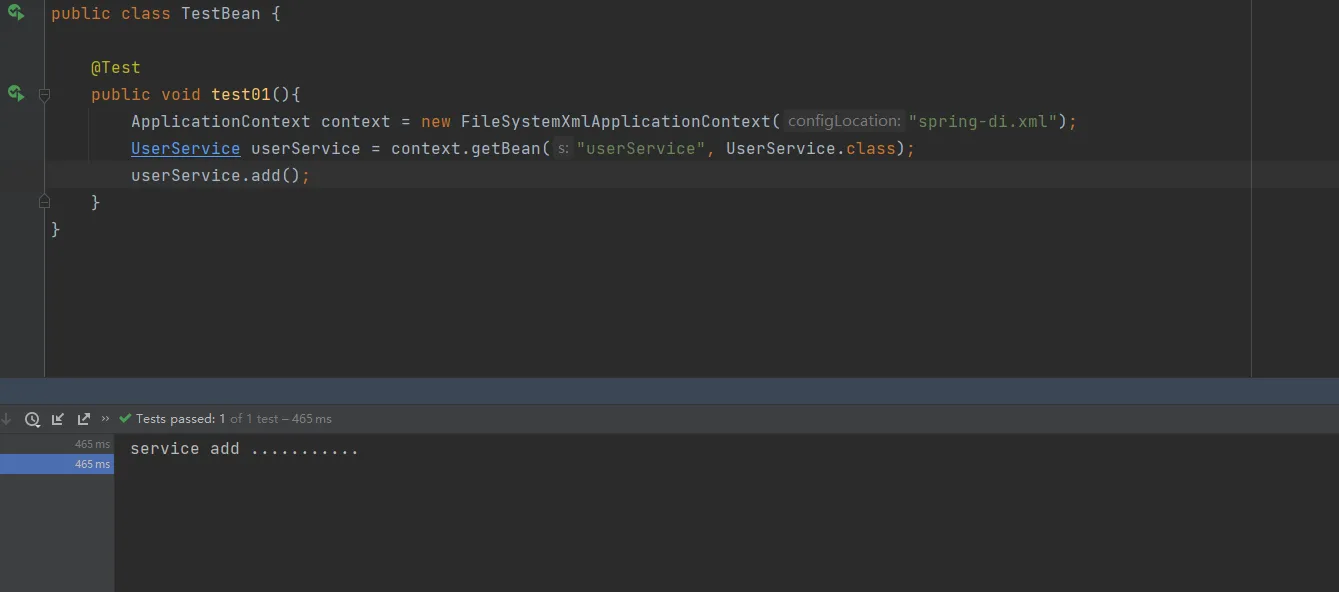 public class TestBean {
@Test
public void test01(){
ApplicationContext context = new FileSystemXmlApplicationContext( configLocation: "spring-di.xml");
UserService userService = context.getBean( s: "userService", UserService.class);
userService.add();
}
}
» Tests passed: 1 of 1 test – 465 ms
465 ms
service add ...........
465 ms